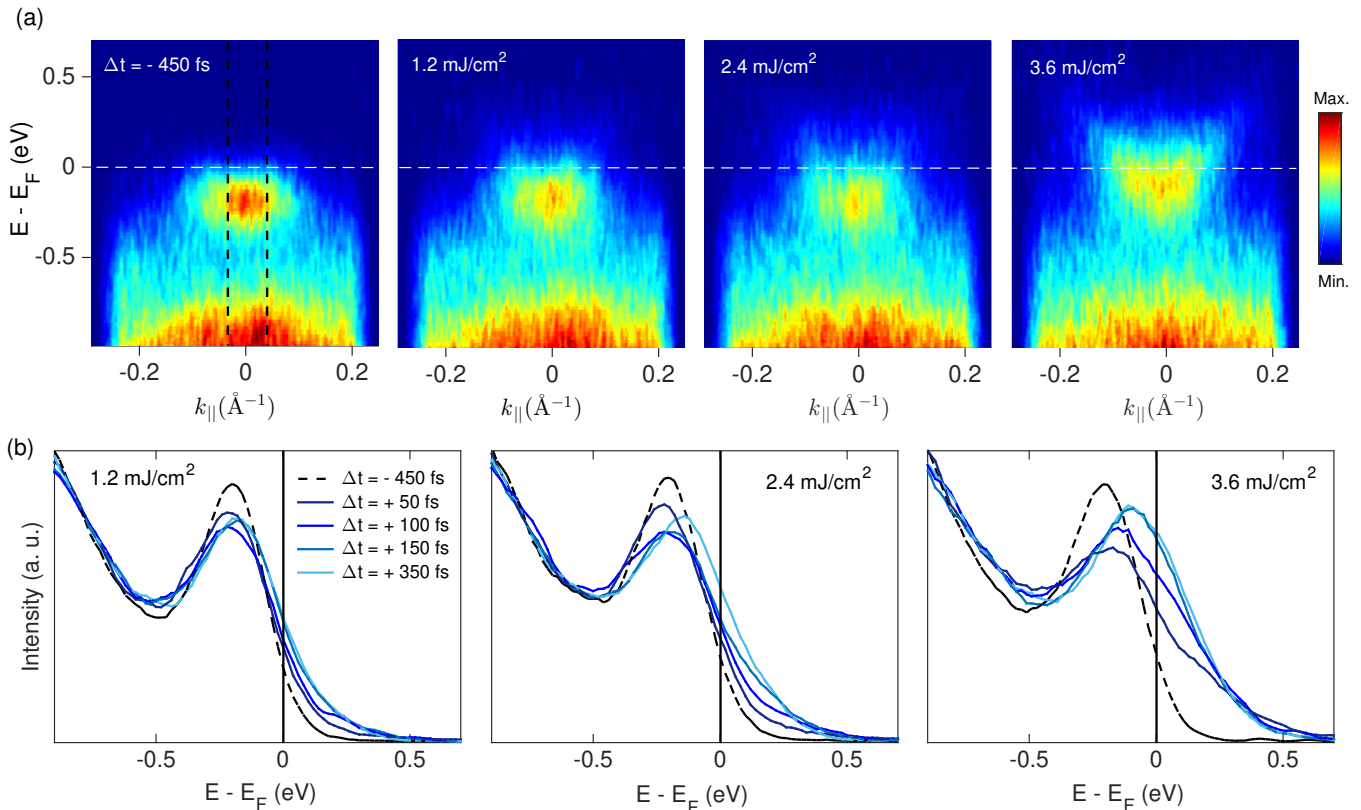 (a)
Δt = - 450 fs
1.2 mJ/cm²
2.4 mJ/cm²
3.6 mJ/cm²
Max.
Min.
E - E_F (eV)
0.5
0
-0.5
-0.2 0 0.2
-0.2 0 0.2
-0.2 0 0.2
-0.2 0 0.2
k_||(Å⁻¹)
k_||(Å⁻¹)
k_||(Å⁻¹)
k_||(Å⁻¹)
(b)
Intensity (a. u.)
1.2 mJ/cm²
Δt = - 450 fs
Δt = + 50 fs
Δt = + 100 fs
Δt = + 150 fs
Δt = + 350 fs
2.4 mJ/cm²
3.6 mJ/cm²
-0.5 0 0.5
-0.5 0 0.5
-0.5 0 0.5
E - E_F (eV)
E - E_F (eV)
E - E_F (eV)